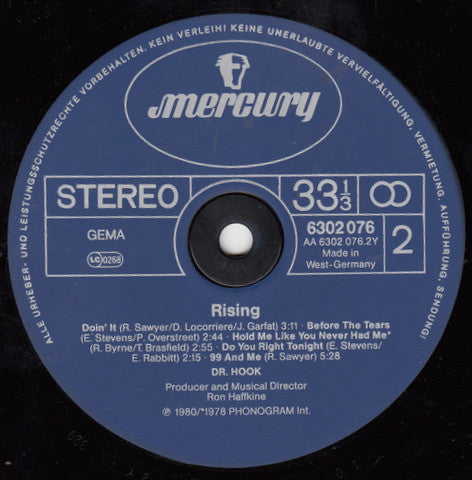 ALLE URHEBER- UND LEISTUNGSSCHUTZRECHTE VORBEHALTEN. KEIN VERLEIH! KEINE UNERLAUBTE VERVIELFÄLTIGUNG, VERMIETUNG, AUFFÜHRUNG, SENDUNG!
mercury
STEREO
33 1/3
∞
GEMA
LC 0268
6302 076
AA 6302 076.2Y
Made in
West-Germany
2
Rising
Doin' It (R. Sawyer/D. Locorriere/J. Garfat) 3:11 · Before The Tears
(E. Stevens/P. Overstreet) 2:44 · Hold Me Like You Never Had Me*
(R. Byrne/T. Brasfield) 2:55 · Do You Right Tonight (E. Stevens/
E. Rabbitt) 2:15 · 99 And Me (R. Sawyer) 5:28
DR. HOOK
Producer and Musical Director
Ron Haffkine
℗ 1980/*1978 PHONOGRAM Int.